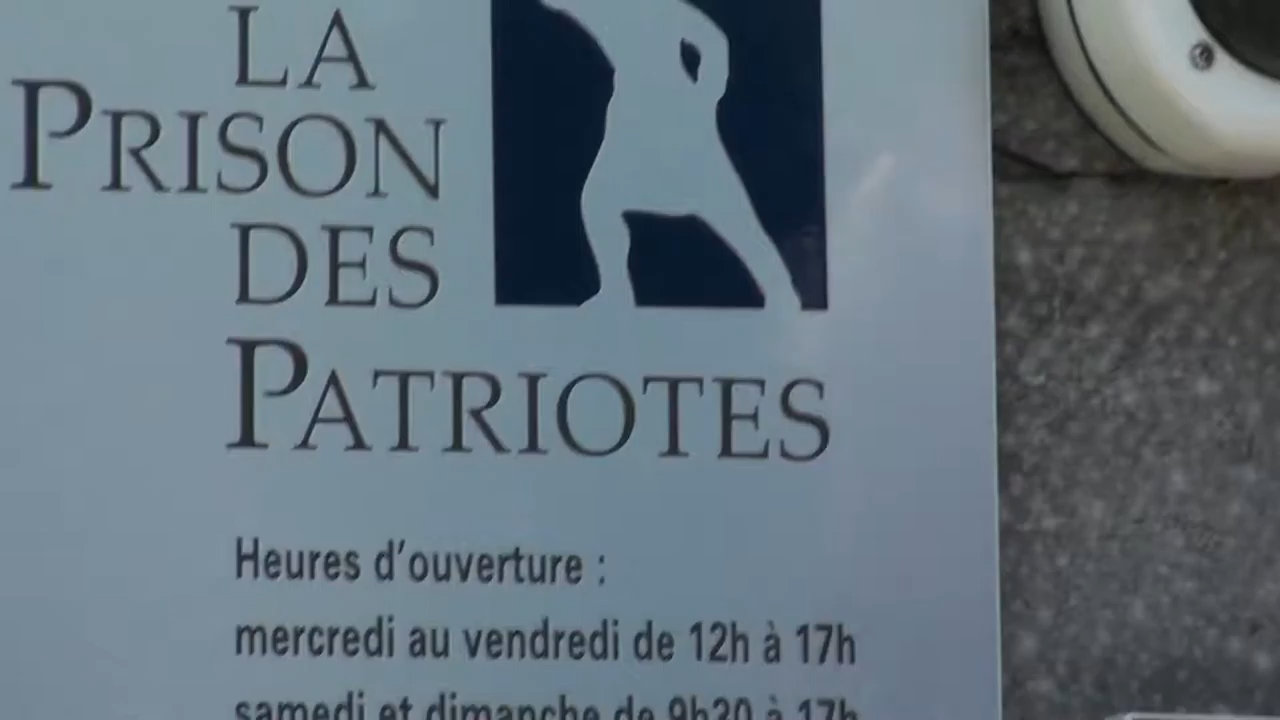 LA
PRISON
DES
PATRIOTES
Heures d'ouverture :
mercredi au vendredi de 12h à 17h
samedi et dimanche de 9h30 à 17h